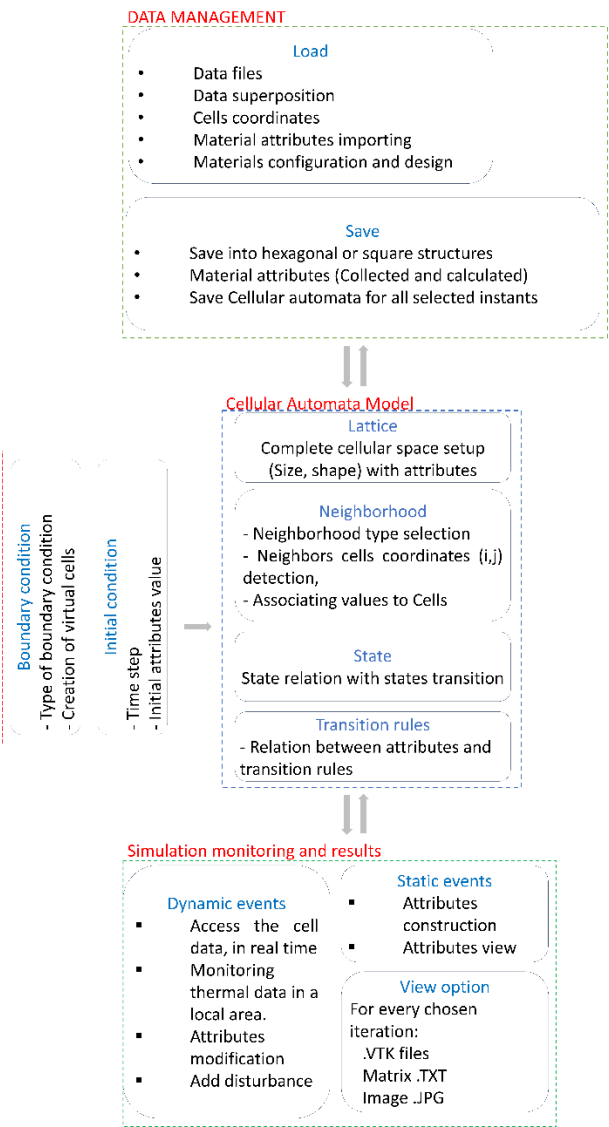 DATA MANAGEMENT
Load
• Data files
• Data superposition
• Cells coordinates
• Material attributes importing
• Materials configuration and design
Save
• Save into hexagonal or square structures
• Material attributes (Collected and calculated)
• Save Cellular automata for all selected instants
Cellular Automata Model
Lattice
Complete cellular space setup
(Size, shape) with attributes
Neighborhood
- Neighborhood type selection
- Neighbors cells coordinates (i,j)
detection,
- Associating values to Cells
State
State relation with states transition
Transition rules
- Relation between attributes and
transition rules
Boundary condition
- Type of boundary condition
- Creation of virtual cells
Initial condition
- Time step
- Initial attributes value
Simulation monitoring and results
Dynamic events
▪ Access the cell
data, in real time
▪ Monitoring
thermal data in a
local area.
▪ Attributes
modification
▪ Add disturbance
Static events
▪ Attributes
construction
▪ Attributes view
View option
For every chosen
iteration:
.VTK files
Matrix .TXT
Image .JPG